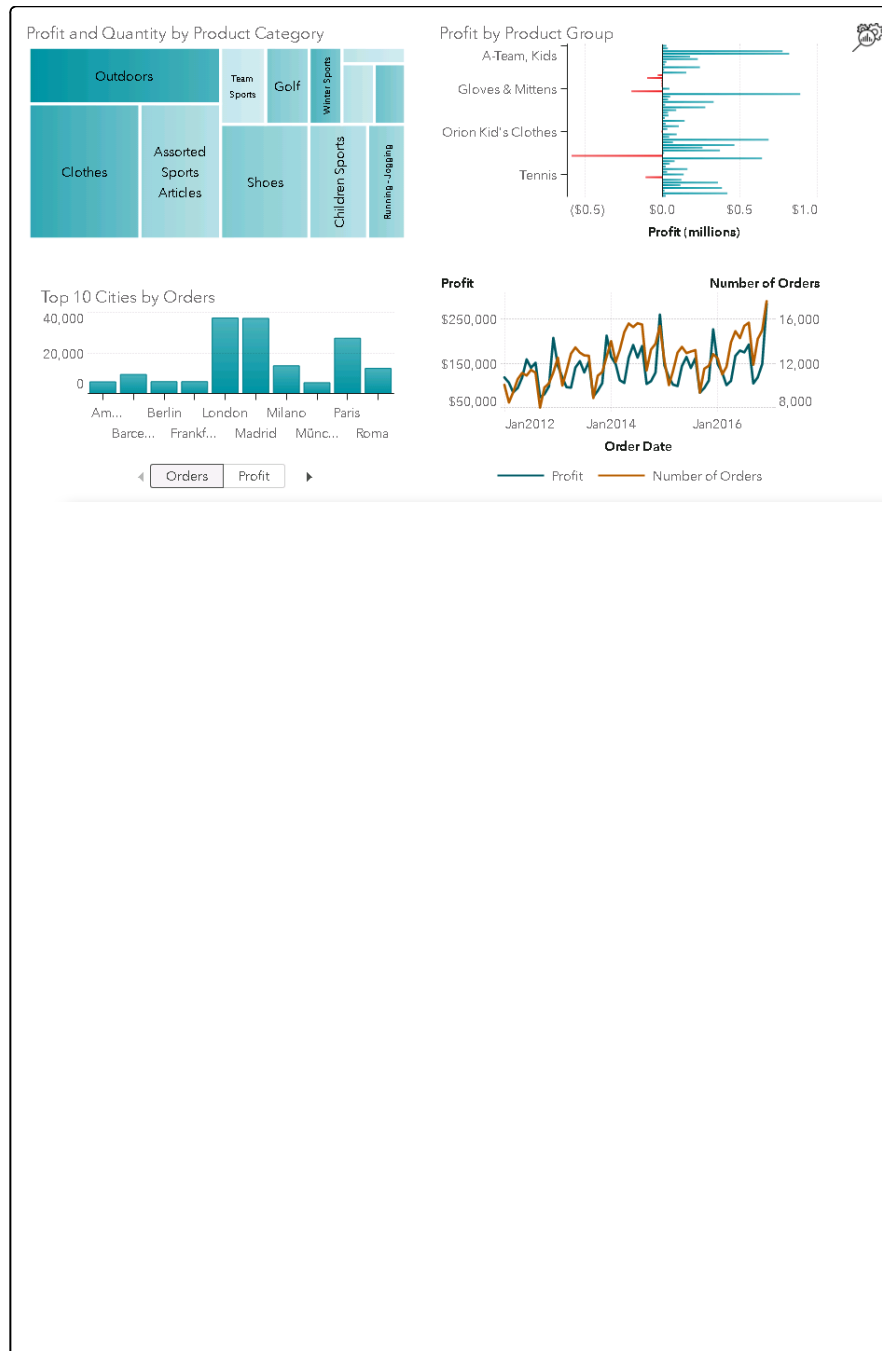 Profit and Quantity by Product Category
Outdoors
Team
Sports
Golf
Winter Sports
Clothes
Assorted
Sports
Articles
Shoes
Children Sports
Running - Jogging
Profit by Product Group
A-Team, Kids
Gloves & Mittens
Orion Kid's Clothes
Tennis
($0.5) $0.0 $0.5 $1.0
Profit (millions)
Top 10 Cities by Orders
40,000
20,000
0
Am... Berlin London Milano Paris
Barce... Frankf... Madrid Münc... Roma
Orders Profit
Profit Number of Orders
$250,000 16,000
$150,000 12,000
$50,000 8,000
Jan2012 Jan2014 Jan2016
Order Date
Profit Number of Orders